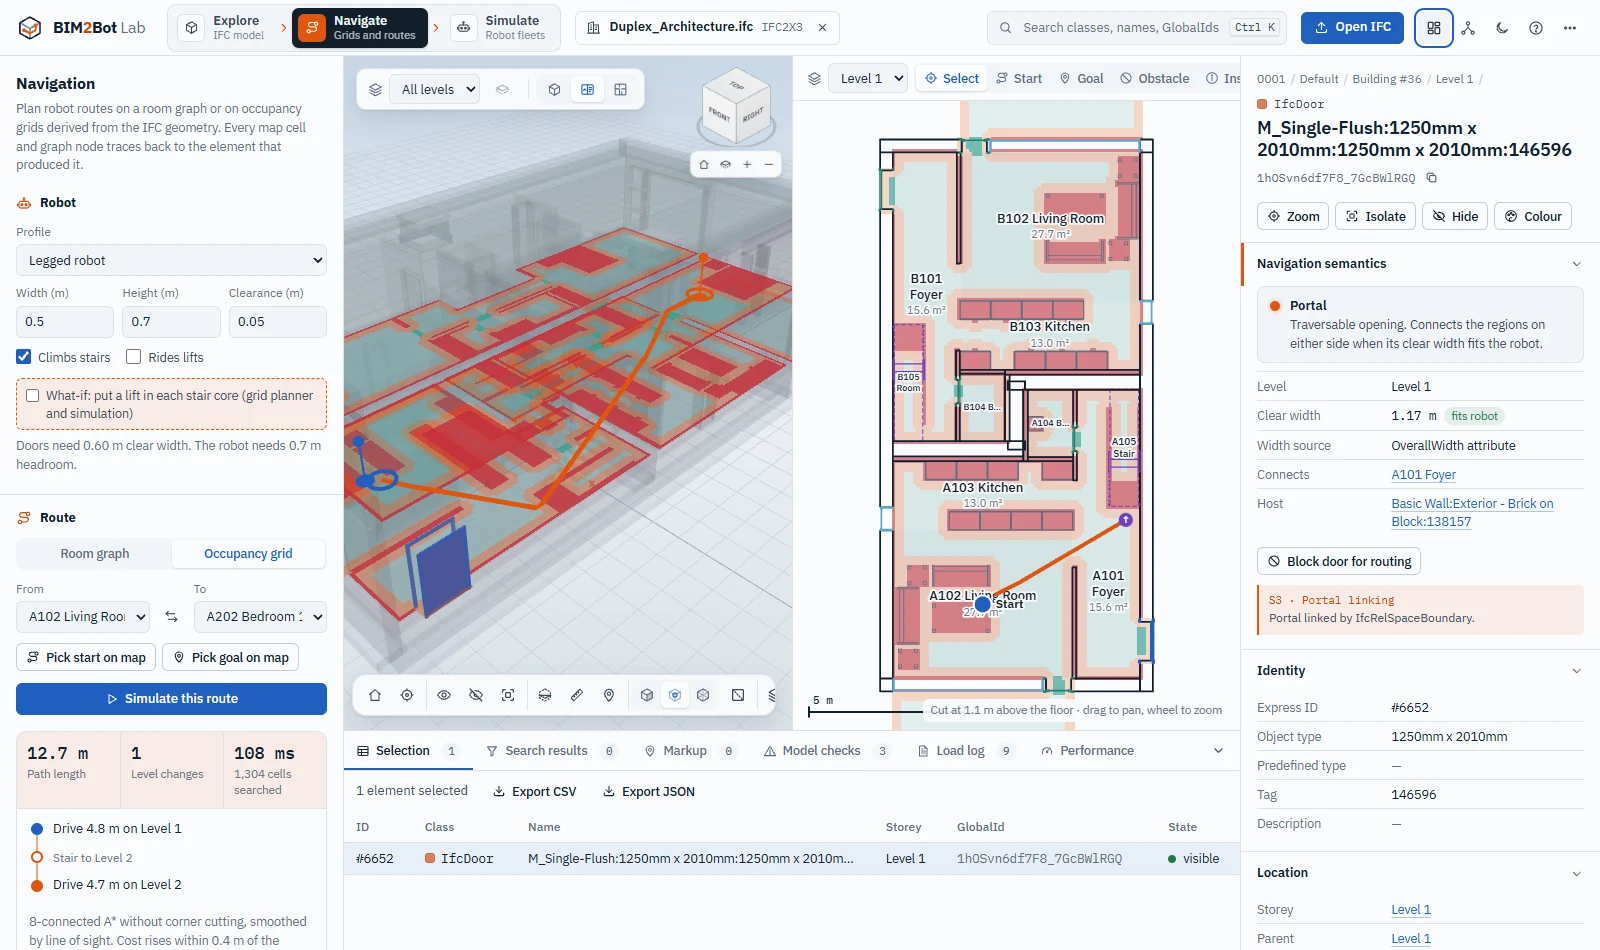 BIM2Bot Lab
Explore
IFC model
Navigate
Grids and routes
Simulate
Robot fleets
Duplex_Architecture.ifc IFC2X3
Search classes, names, GlobalIds Ctrl K
Open IFC
Navigation
Plan robot routes on a room graph or on occupancy
grids derived from the IFC geometry. Every map cell
and graph node traces back to the element that
produced it.
Robot
Profile
Legged robot
Width (m) Height (m) Clearance (m)
0.5 0.7 0.05
Climbs stairs Rides lifts
What-if: put a lift in each stair core (grid planner
and simulation)
Doors need 0.60 m clear width. The robot needs 0.7 m
headroom.
Route
Room graph Occupancy grid
From To
A102 Living Roo A202 Bedroom 1
Pick start on map Pick goal on map
Simulate this route
12.7 m 1 108 ms
Path length Level changes 1,304 cells
searched
Drive 4.8 m on Level 1
Stair to Level 2
Drive 4.7 m on Level 2
8-connected A* without corner cutting, smoothed
by line of sight. Cost rises within 0.4 m of the
All levels
TOP
FRONT RIGHT
Level 1 Select Start Goal Obstacle Ins
B102 Living Room
27.7 m²
B101
Foyer
15.6 m²
B103 Kitchen
13.0 m²
B105
Room
B104 B...
A104 B...
A105
Stair
A103 Kitchen
13.0 m²
A102 Living Room
Start
A101
Foyer
15.6 m²
5 m
Cut at 1.1 m above the floor · drag to pan, wheel to zoom
Selection 1 Search results 0 Markup 0 Model checks 3 Load log 9 Performance
1 element selected Export CSV Export JSON
ID Class Name Storey GlobalId State
#6652 IfcDoor M_Single-Flush:1250mm x 2010mm:1250mm x 2010m... Level 1 1hOSvn6df7F8_7GcBWlRGQ visible
0001 / Default / Building #36 / Level 1 /
IfcDoor
M_Single-Flush:1250mm x
2010mm:1250mm x 2010mm:146596
1hOSvn6df7F8_7GcBWlRGQ
Zoom Isolate Hide Colour
Navigation semantics
Portal
Traversable opening. Connects the regions on
either side when its clear width fits the robot.
Level Level 1
Clear width 1.17 m fits robot
Width source OverallWidth attribute
Connects A101 Foyer
Host Basic Wall:Exterior - Brick on
Block:138157
Block door for routing
S3 · Portal linking
Portal linked by IfcRelSpaceBoundary.
Identity
Express ID #6652
Object type 1250mm x 2010mm
Predefined type —
Tag 146596
Description —
Location
Storey Level 1
Parent Level 1